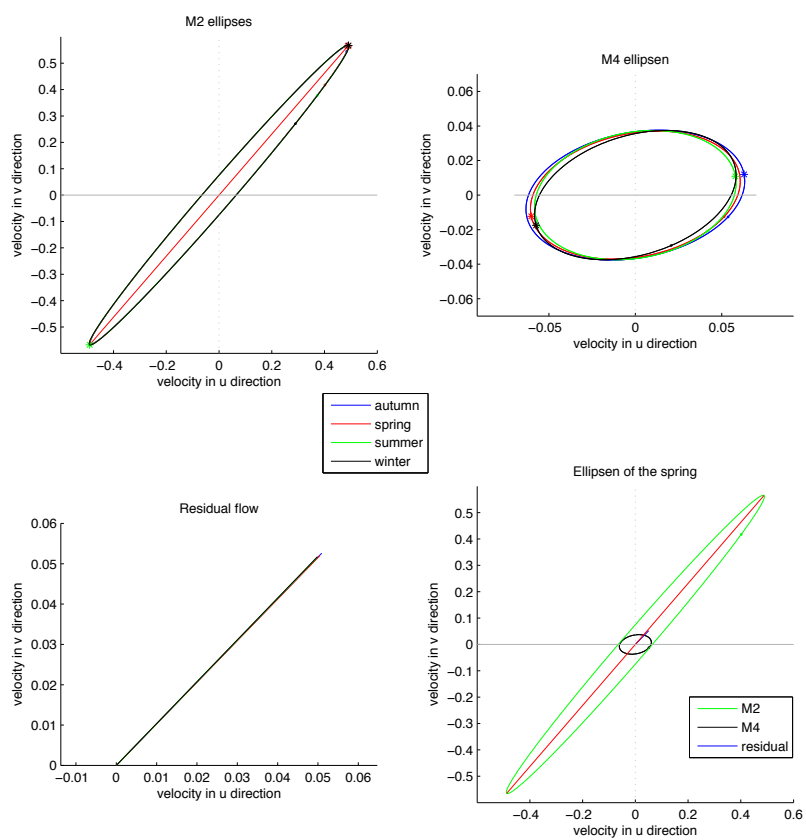 M2 ellipses
0.5
0.4
0.3
0.2
0.1
0
−0.1
−0.2
−0.3
−0.4
−0.5
velocity in v direction
−0.4 −0.2 0 0.2 0.4 0.6
velocity in u direction
M4 ellipsen
0.06
0.04
0.02
0
−0.02
−0.04
−0.06
velocity in v direction
−0.05 0 0.05
velocity in u direction
autumn
spring
summer
winter
Residual flow
0.06
0.05
0.04
0.03
0.02
0.01
0
velocity in v direction
−0.01 0 0.01 0.02 0.03 0.04 0.05 0.06
velocity in u direction
Ellipsen of the spring
0.5
0.4
0.3
0.2
0.1
0
−0.1
−0.2
−0.3
−0.4
−0.5
velocity in v direction
−0.4 −0.2 0 0.2 0.4 0.6
velocity in u direction
M2
M4
residual